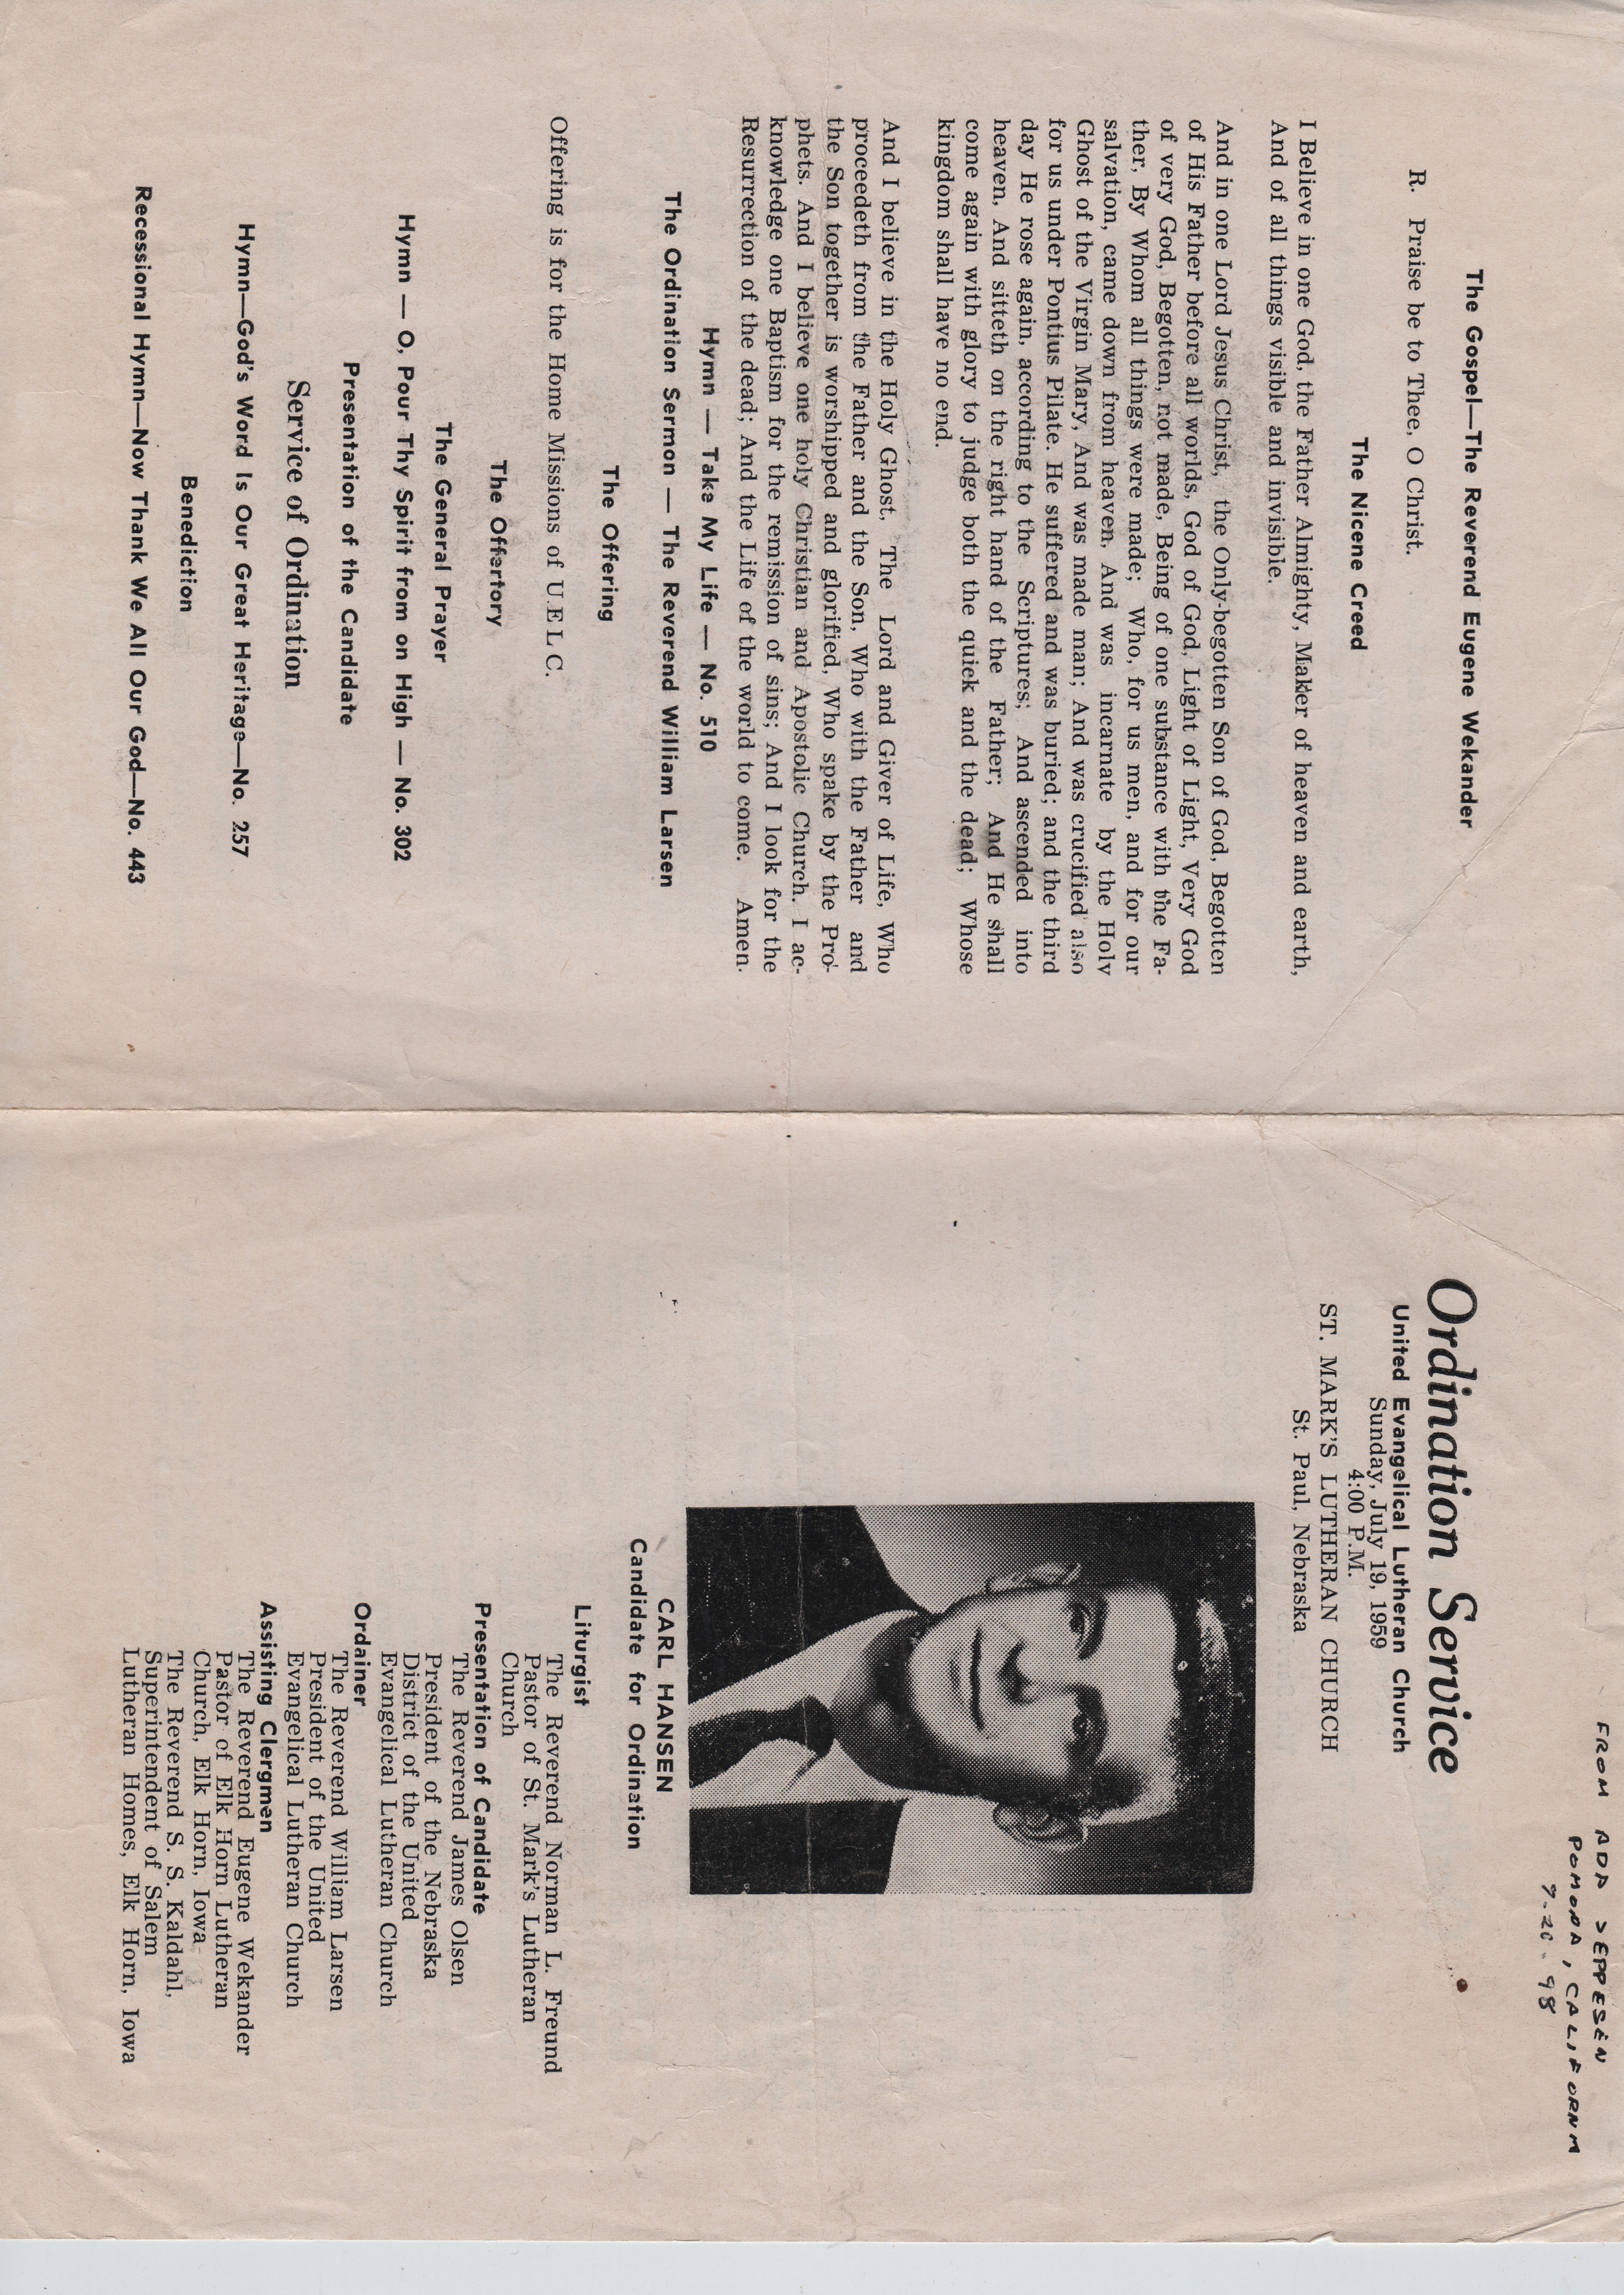 The Gospel—The Reverend Eugene Wekander
R. Praise be to Thee, O Christ.
The Nicene Creed
I Believe in one God, the Father Almighty, Maker of heaven and earth,
And of all things visible and invisible.
And in one Lord Jesus Christ, the Only-begotten Son of God, Begotten
of His Father before all worlds, God of God, Light of Light, Very God
of very God, Begotten, not made, Being of one substance with the Fa-
ther, By Whom all things were made; Who, for us men, and for our
salvation, came down from heaven, And was incarnate by the Holy
Ghost of the Virgin Mary, And was made man; And was crucified also
for us under Pontius Pilate. He suffered and was buried; and the third
day He rose again, according to the Scriptures; And ascended into
heaven, And sitteth on the right hand of the Father; And He shall
come again with glory to judge both the quick and the dead; Whose
kingdom shall have no end.
And I believe in the Holy Ghost, The Lord and Giver of Life, Who
proceedeth from the Father and the Son, Who with the Father and
the Son together is worshipped and glorified, Who spake by the Pro-
phets. And I believe one holy Christian and Apostolic Church. I ac-
knowledge one Baptism for the remission of sins; And I look for the
Resurrection of the dead; And the Life of the world to come. Amen.
Hymn — Take My Life — No. 510
The Ordination Sermon — The Reverend William Larsen
The Offering
Offering is for the Home Missions of U E L C.
The Offertory
The General Prayer
Hymn — O, Pour Thy Spirit from on High — No. 302
Presentation of the Candidate
Service of Ordination
Hymn—God's Word Is Our Great Heritage—No. 257
Benediction
Recessional Hymn—Now Thank We All Our God—No. 443
FROM ADA JEPPESEN
POMONA, CALIFORNIA
9-20-98
Ordination Service
United Evangelical Lutheran Church
Sunday, July 19, 1959
4:00 P.M.
ST. MARK'S LUTHERAN CHURCH
St. Paul, Nebraska
CARL HANSEN
Candidate for Ordination
Liturgist
The Reverend Norman L. Freund
Pastor of St. Mark's Lutheran
Church
Presentation of Candidate
The Reverend James Olsen
President of the Nebraska
District of the United
Evangelical Lutheran Church
Ordainer
The Reverend William Larsen
President of the United
Evangelical Lutheran Church
Assisting Clergmen
The Reverend Eugene Wekander
Pastor of Elk Horn Lutheran
Church, Elk Horn, Iowa
The Reverend S. S. Kaldahl,
Superintendent of Salem
Lutheran Homes, Elk Horn, Iowa